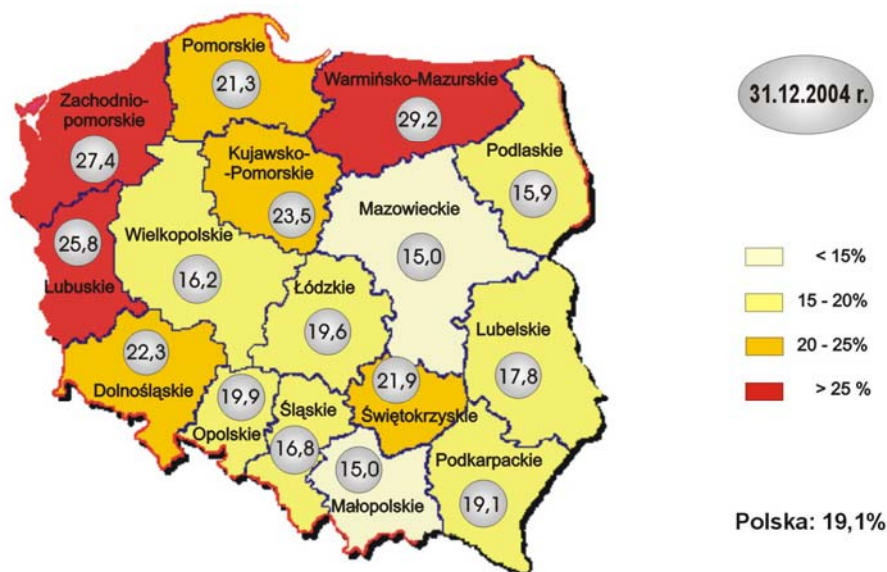 Pomorskie
21,3
Warmińsko-Mazurskie
29,2
31.12.2004 r.
Zachodnio-
pomorskie
27,4
Kujawsko-
-Pomorskie
23,5
Podlaskie
15,9
Mazowieckie
15,0
25,8
Lubuskie
Wielkopolskie
16,2
Łódzkie
19,6
Lubelskie
17,8
22,3
Dolnośląskie
19,9
Opolskie
Śląskie
16,8
21,9
Świętokrzyskie
15,0
Małopolskie
Podkarpackie
19,1
< 15%
15 - 20%
20 - 25%
> 25 %
Polska: 19,1%